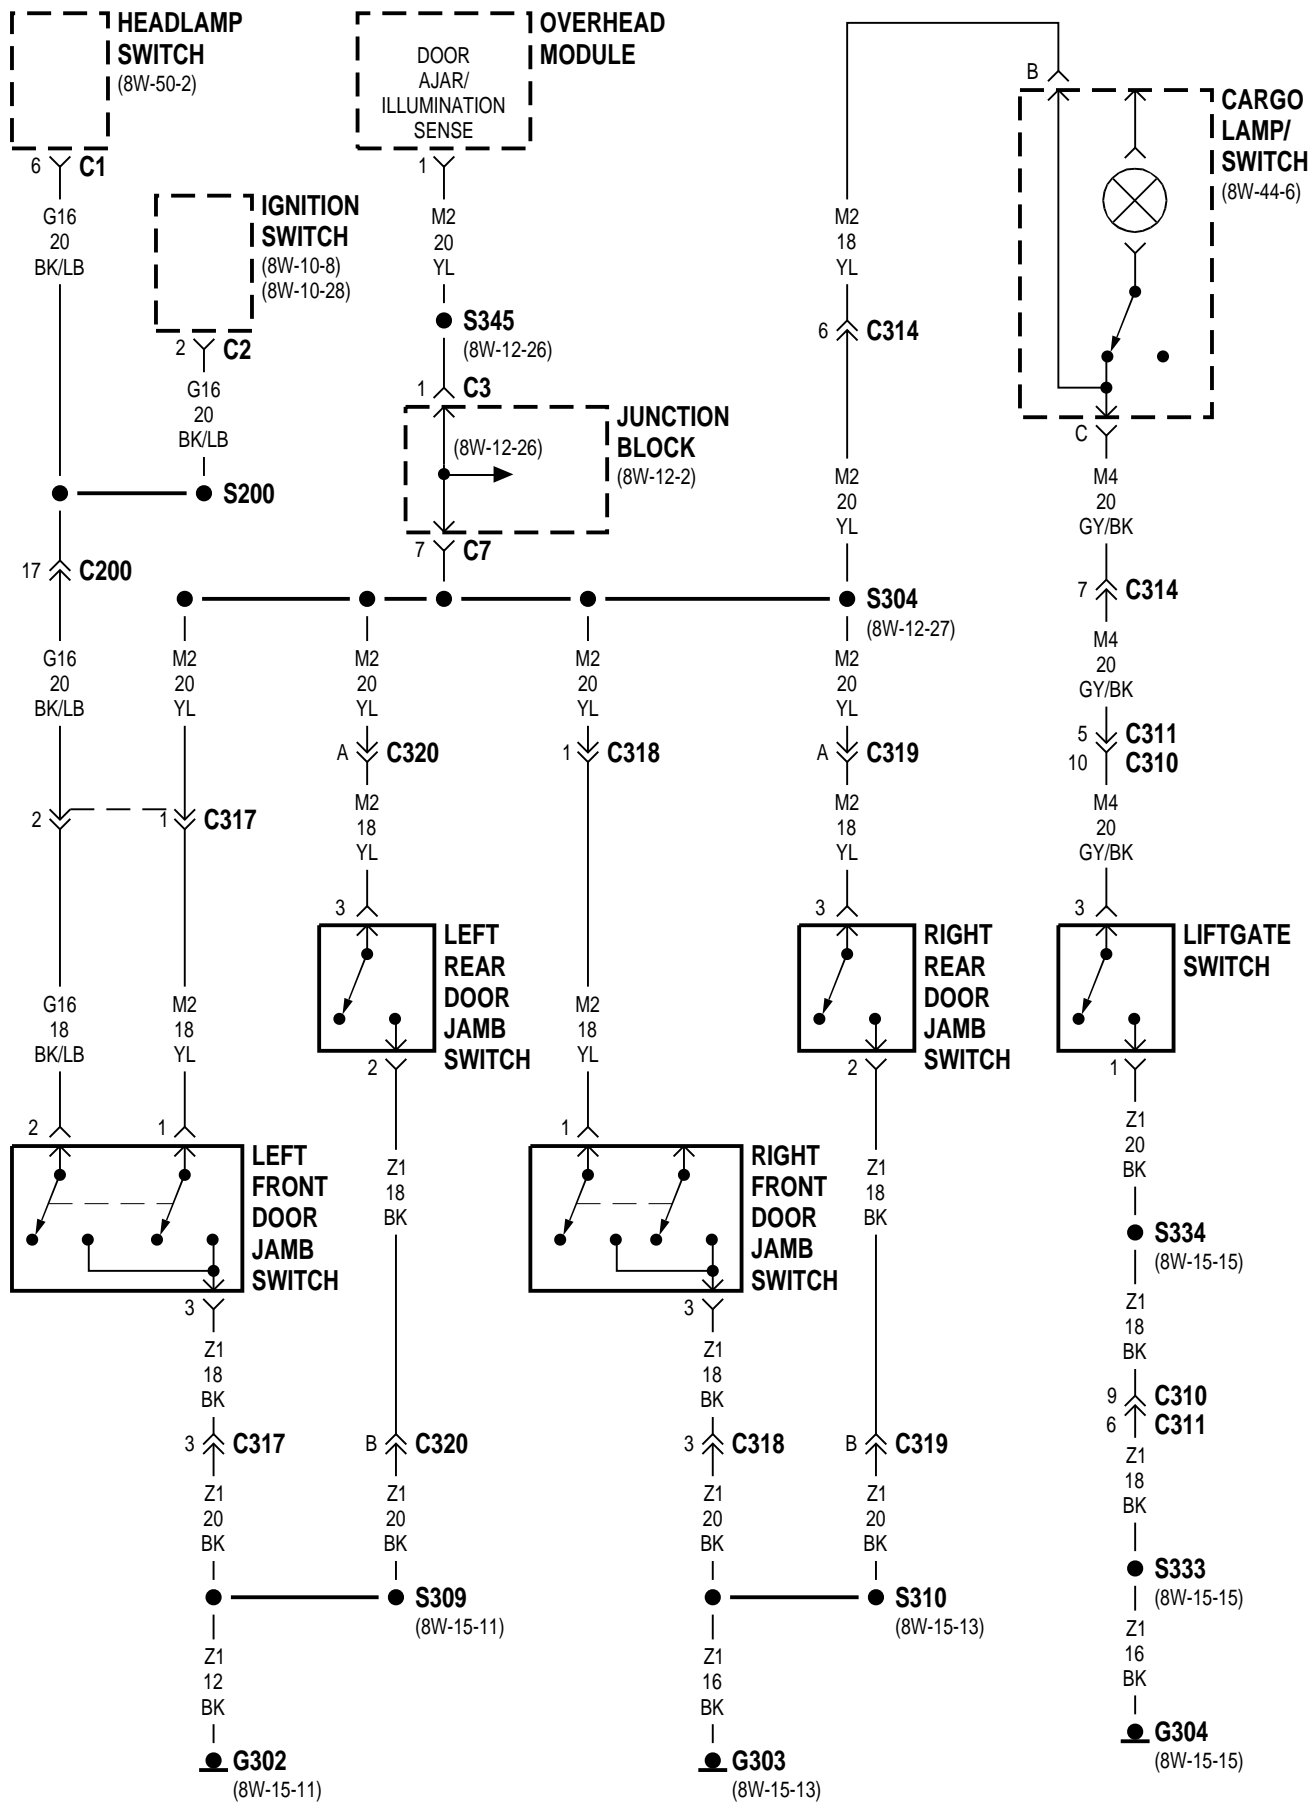 HEADLAMP
SWITCH
(8W-50-2)
6
C1
G16
20
BK/LB
IGNITION
SWITCH
(8W-10-8)
(8W-10-28)
2
C2
G16
20
BK/LB
S200
17
C200
G16
20
BK/LB
OVERHEAD
MODULE
DOOR
AJAR/
ILLUMINATION
SENSE
1
M2
20
YL
S345
(8W-12-26)
1
C3
JUNCTION
BLOCK
(8W-12-2)
(8W-12-26)
7
C7
B
CARGO
LAMP/
SWITCH
(8W-44-6)
M2
18
YL
6
C314
M2
20
YL
S304
(8W-12-27)
C
M4
20
GY/BK
7
C314
M4
20
GY/BK
5
C311
10
C310
M4
20
GY/BK
M2
20
YL
M2
20
YL
M2
20
YL
M2
20
YL
A
C320
1
C318
A
C319
2
1
C317
M2
18
YL
M2
18
YL
3
LEFT
REAR
DOOR
JAMB
SWITCH
2
3
RIGHT
REAR
DOOR
JAMB
SWITCH
2
3
LIFTGATE
SWITCH
1
G16
18
BK/LB
M2
18
YL
M2
18
YL
2
1
LEFT
FRONT
DOOR
JAMB
SWITCH
3
1
RIGHT
FRONT
DOOR
JAMB
SWITCH
3
Z1
18
BK
Z1
18
BK
Z1
20
BK
S334
(8W-15-15)
Z1
18
BK
9
C310
6
C311
Z1
18
BK
S333
(8W-15-15)
Z1
16
BK
G304
(8W-15-15)
Z1
18
BK
3
C317
B
C320
Z1
20
BK
Z1
20
BK
S309
(8W-15-11)
Z1
12
BK
G302
(8W-15-11)
Z1
18
BK
3
C318
B
C319
Z1
20
BK
Z1
20
BK
S310
(8W-15-13)
Z1
16
BK
G303
(8W-15-13)